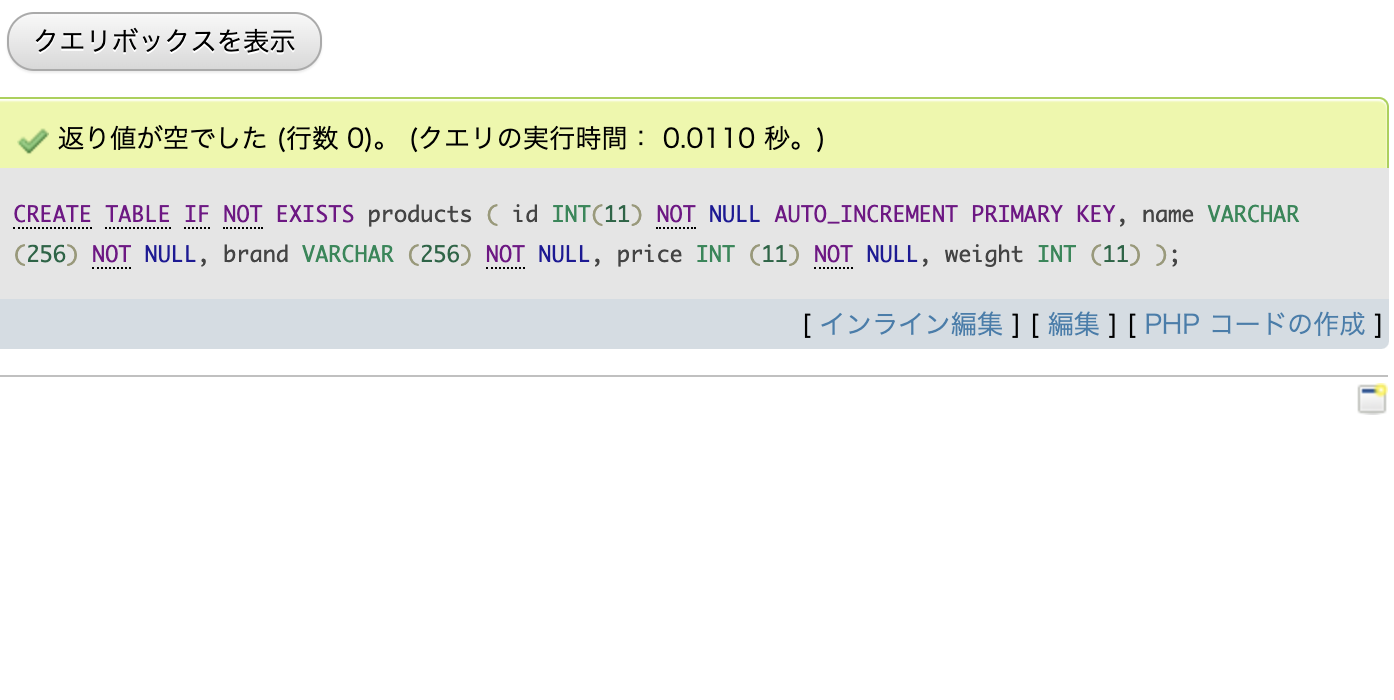 クエリボックスを表示
返り値が空でした (行数 0)。 (クエリの実行時間： 0.0110 秒。)
CREATE TABLE IF NOT EXISTS products ( id INT(11) NOT NULL AUTO_INCREMENT PRIMARY KEY, name VARCHAR
(256) NOT NULL, brand VARCHAR (256) NOT NULL, price INT (11) NOT NULL, weight INT (11) );
[ インライン編集 ] [ 編集 ] [ PHP コードの作成 ]